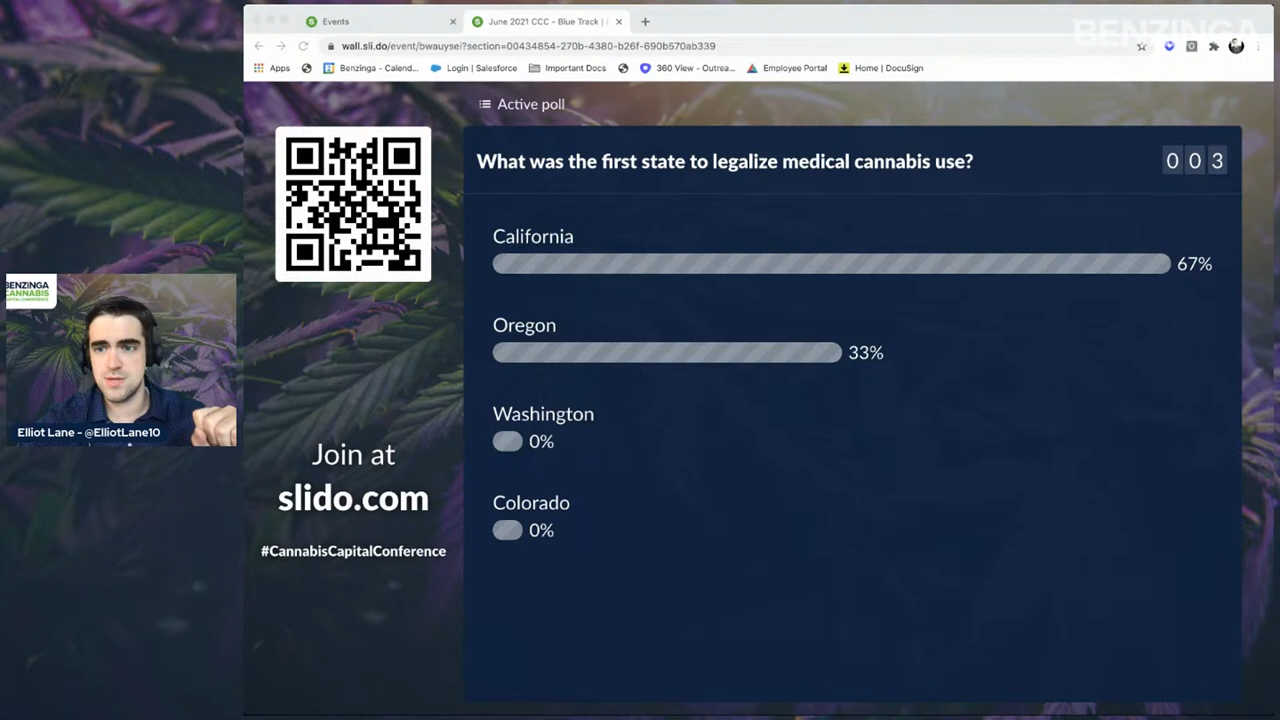 Events
June 2021 CCC - Blue Track |
BENZINGA
wall.sli.do/event/bwauysei?section=00434854-270b-4380-b26f-690b570ab339
Apps
Benzinga - Calend...
Login | Salesforce
Important Docs
360 View - Outrea...
Employee Portal
Home | DocuSign
Active poll
What was the first state to legalize medical cannabis use?
0 0 3
California
67%
Oregon
33%
Washington
0%
Colorado
0%
BENZINGA
CANNABIS
CAPITAL CONFERENCE
Elliot Lane - @ElliotLane10
Join at
slido.com
#CannabisCapitalConference